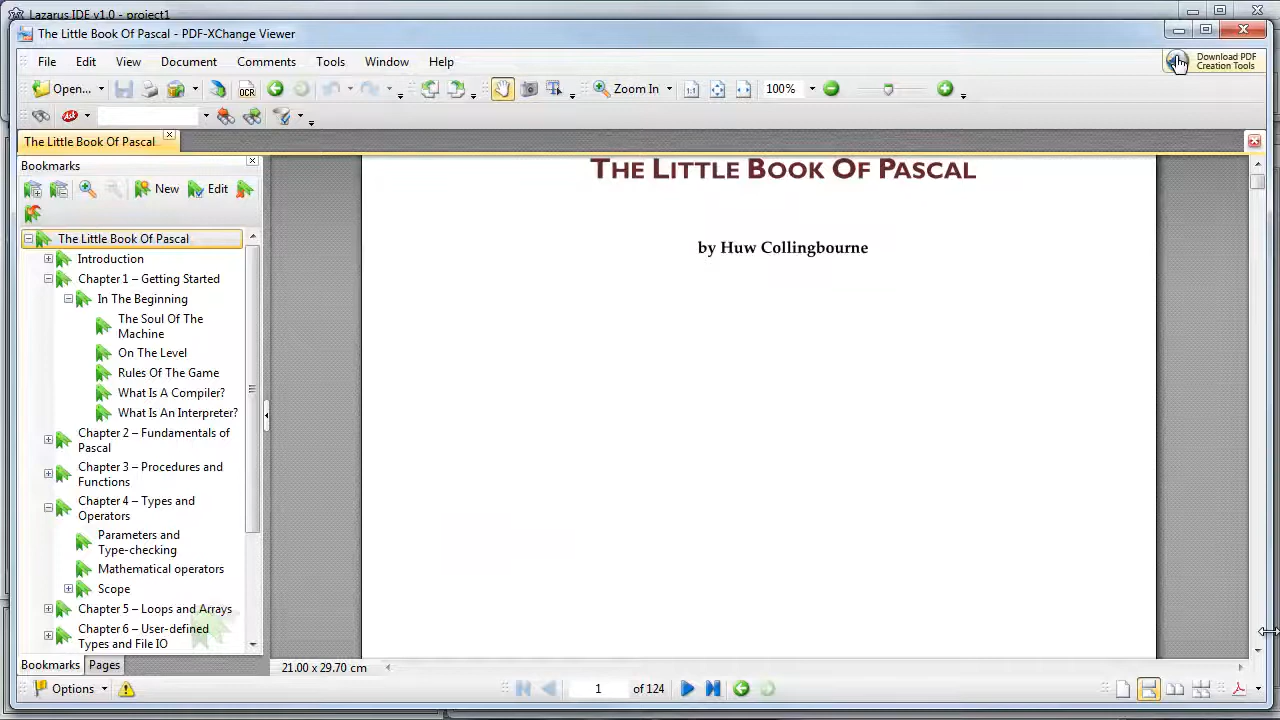 Lazarus IDE v1.0 - project1
The Little Book Of Pascal - PDF-XChange Viewer
File Edit View Document Comments Tools Window Help
Download PDF
Creation Tools
Open... OCR Zoom In 100%
Ask
The Little Book Of Pascal
Bookmarks
New Edit
The Little Book Of Pascal
Introduction
Chapter 1 – Getting Started
In The Beginning
The Soul Of The
Machine
On The Level
Rules Of The Game
What Is A Compiler?
What Is An Interpreter?
Chapter 2 – Fundamentals of
Pascal
Chapter 3 – Procedures and
Functions
Chapter 4 – Types and
Operators
Parameters and
Type-checking
Mathematical operators
Scope
Chapter 5 – Loops and Arrays
Chapter 6 – User-defined
Types and File IO
Bookmarks Pages
Options
THE LITTLE BOOK OF PASCAL
by Huw Collingbourne
21.00 x 29.70 cm
1 of 124